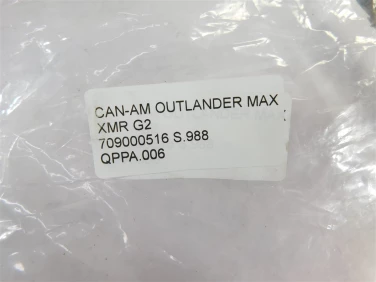 CAN-AM OUTLANDER MAX
XMR G2
709000516 S.988
QPPA.006